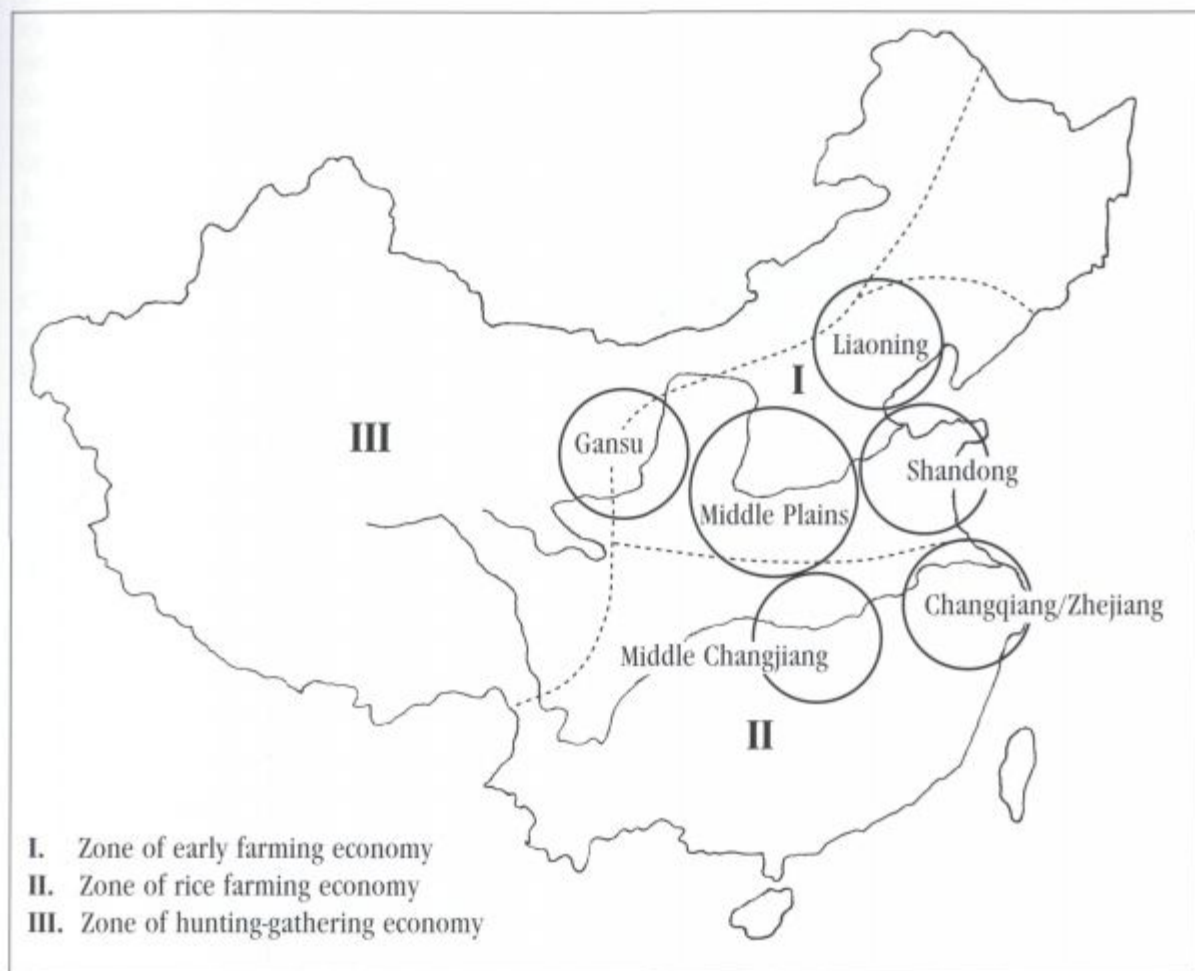 Liaoning
I
III
Gansu
Shandong
Middle Plains
Changqiang/Zhejiang
Middle Changjiang
II
I. Zone of early farming economy
II. Zone of rice farming economy
III. Zone of hunting-gathering economy